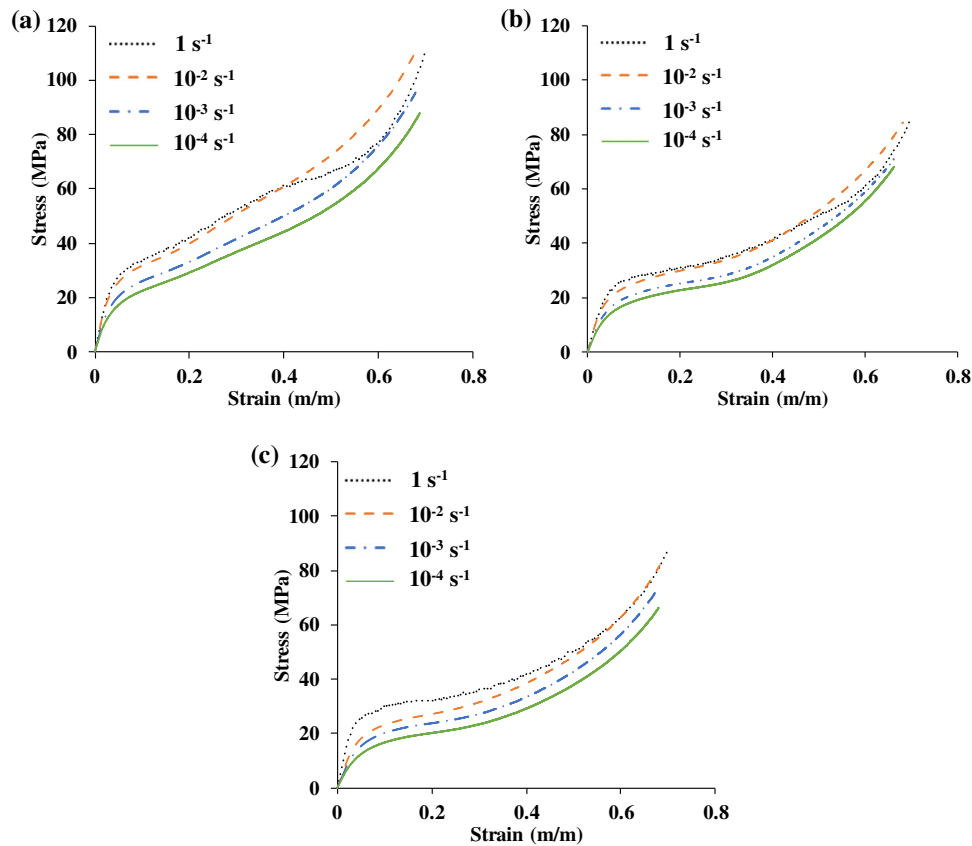 (a)
120
100
80
60
40
20
0
Stress (MPa)
1 s⁻¹
10⁻² s⁻¹
10⁻³ s⁻¹
10⁻⁴ s⁻¹
0 0.2 0.4 0.6 0.8
Strain (m/m)
(b)
120
100
80
60
40
20
0
Stress (MPa)
1 s⁻¹
10⁻² s⁻¹
10⁻³ s⁻¹
10⁻⁴ s⁻¹
0 0.2 0.4 0.6 0.8
Strain (m/m)
(c)
120
100
80
60
40
20
0
Stress (MPa)
1 s⁻¹
10⁻² s⁻¹
10⁻³ s⁻¹
10⁻⁴ s⁻¹
0 0.2 0.4 0.6 0.8
Strain (m/m)